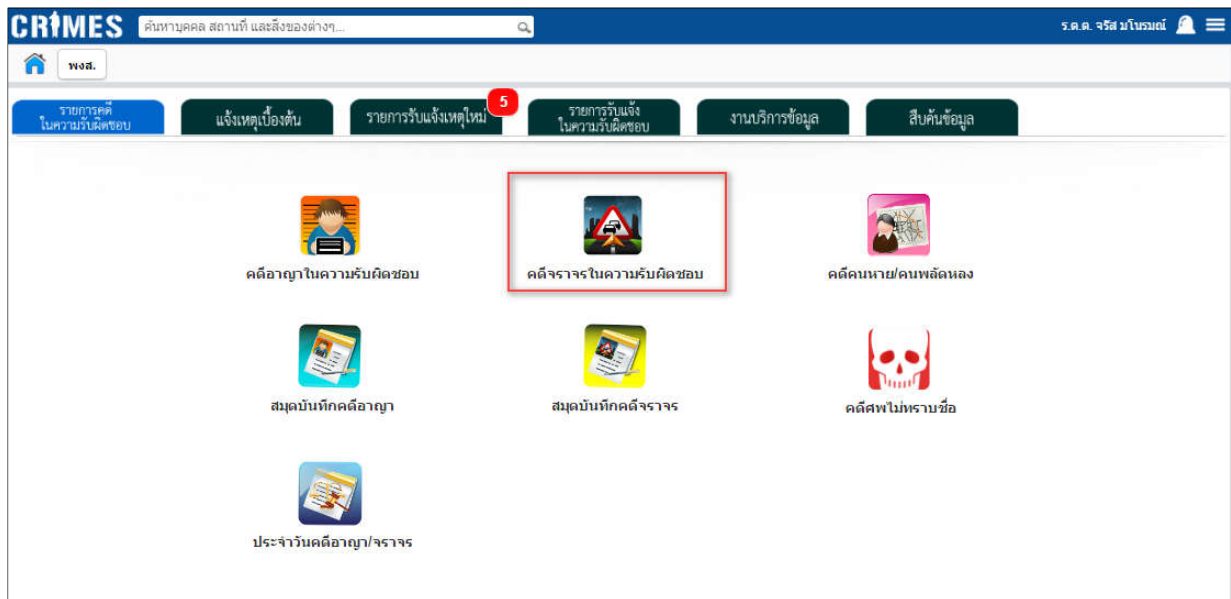 CRIMES
ค้นหาบุคคล สถานที่ และสิ่งของต่างๆ...
ร.ต.ต. จรัส มโนรมณ์
พงส.
รายการคดี
ในความรับผิดชอบ
แจ้งเหตุเบื้องต้น
รายการรับแจ้งเหตุใหม่
5
รายการรับแจ้ง
ในความรับผิดชอบ
งานบริการข้อมูล
สืบค้นข้อมูล
คดีอาญาในความรับผิดชอบ
คดีจราจรในความรับผิดชอบ
คดีคนหาย/คนพลัดหลง
สมุดบันทึกคดีอาญา
สมุดบันทึกคดีจราจร
คดีศพไม่ทราบชื่อ
ประจำวันคดีอาญา/จราจร